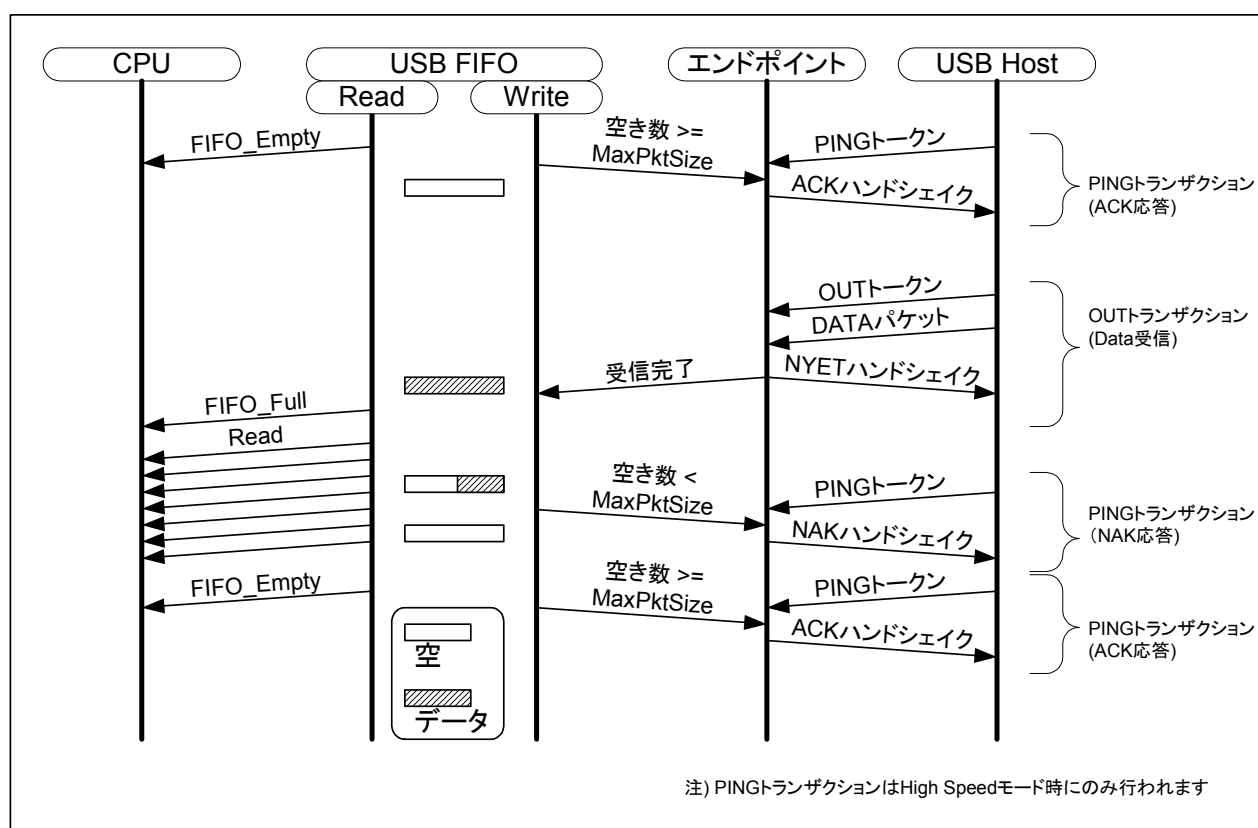 CPU
USB FIFO
エンドポイント
USB Host
Read
Write
FIFO_Empty
空き数 >=
MaxPktSize
PINGトークン
ACKハンドシェイク
PINGトランザクション
(ACK応答)
OUTトークン
DATAパケット
OUTトランザクション
(Data受信)
受信完了
NYETハンドシェイク
FIFO_Full
Read
空き数 <
MaxPktSize
PINGトークン
NAKハンドシェイク
PINGトランザクション
（NAK応答)
FIFO_Empty
空き数 >=
MaxPktSize
PINGトークン
ACKハンドシェイク
PINGトランザクション
(ACK応答)
空
データ
注) PINGトランザクションはHigh Speedモード時にのみ行われます